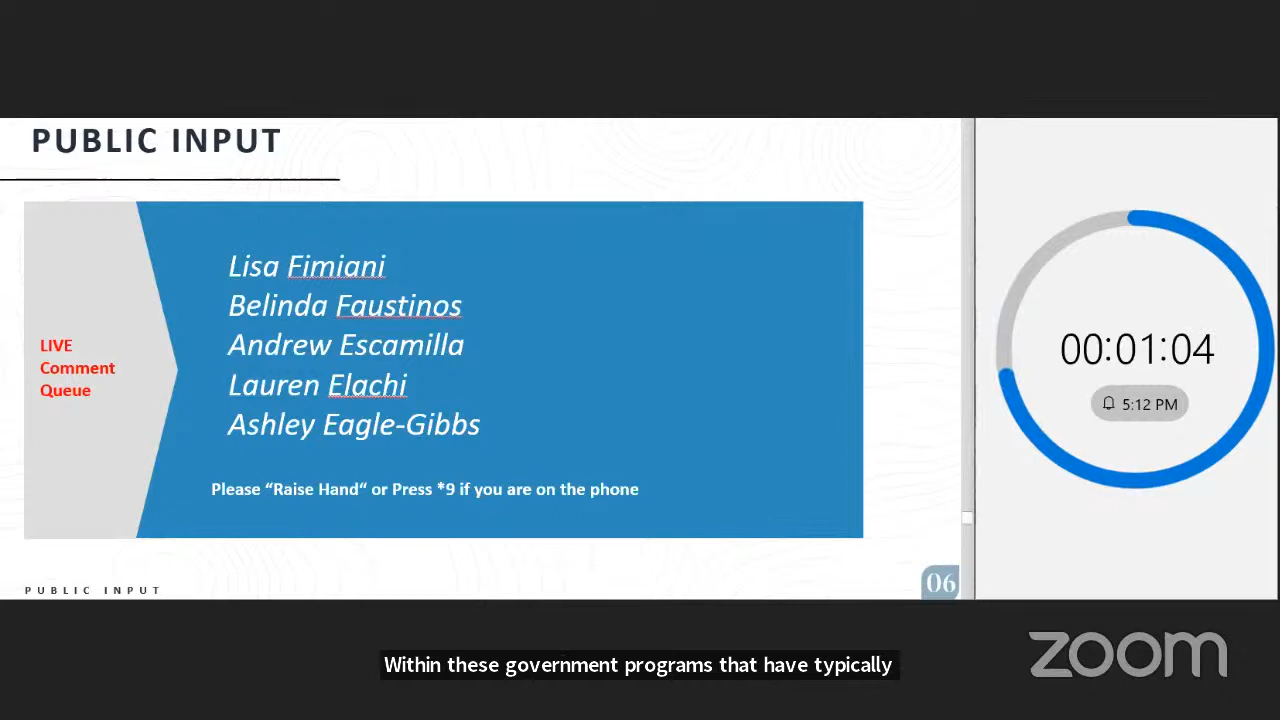 PUBLIC INPUT
LIVE
Comment
Queue
Lisa Fimiani
Belinda Faustinos
Andrew Escamilla
Lauren Elachi
Ashley Eagle-Gibbs
Please “Raise Hand“ or Press *9 if you are on the phone
PUBLIC INPUT
06
00:01:04
5:12 PM
Within these government programs that have typically
zoom